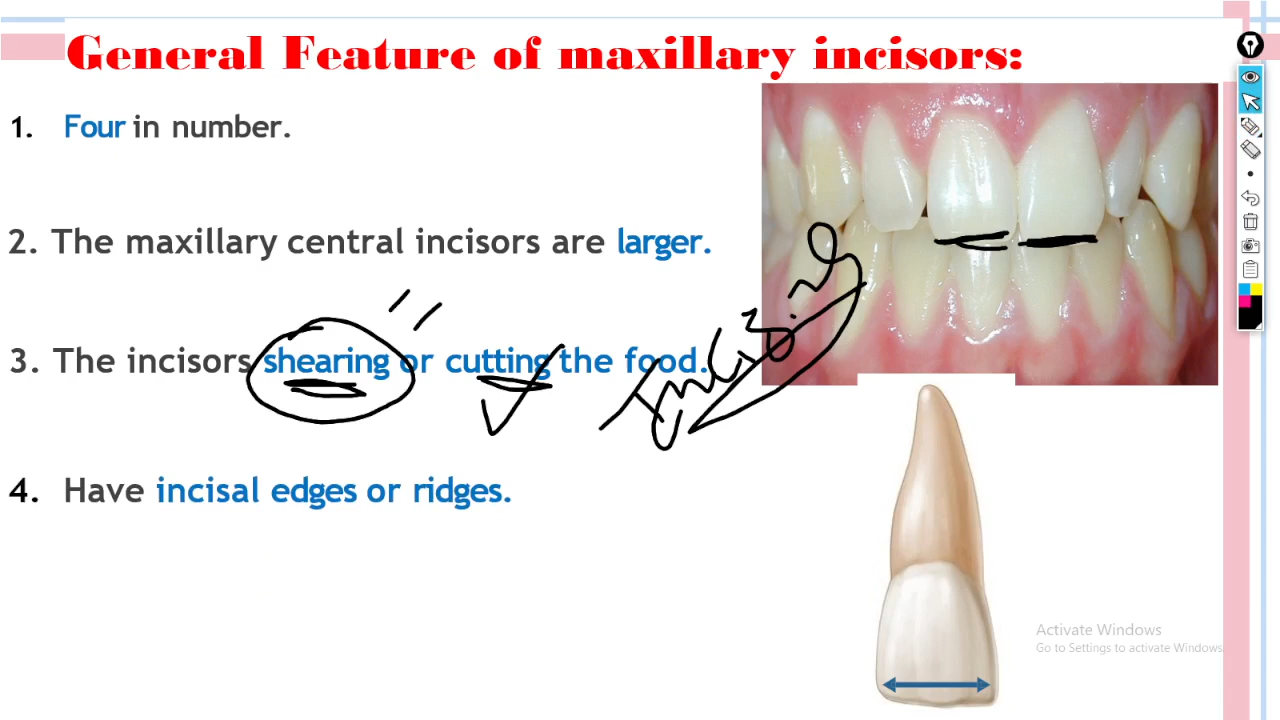 General Feature of maxillary incisors:
1. Four in number.
2. The maxillary central incisors are larger.
3. The incisors shearing or cutting the food.
4. Have incisal edges or ridges.
Activate Windows
Go to Settings to activate Windows.